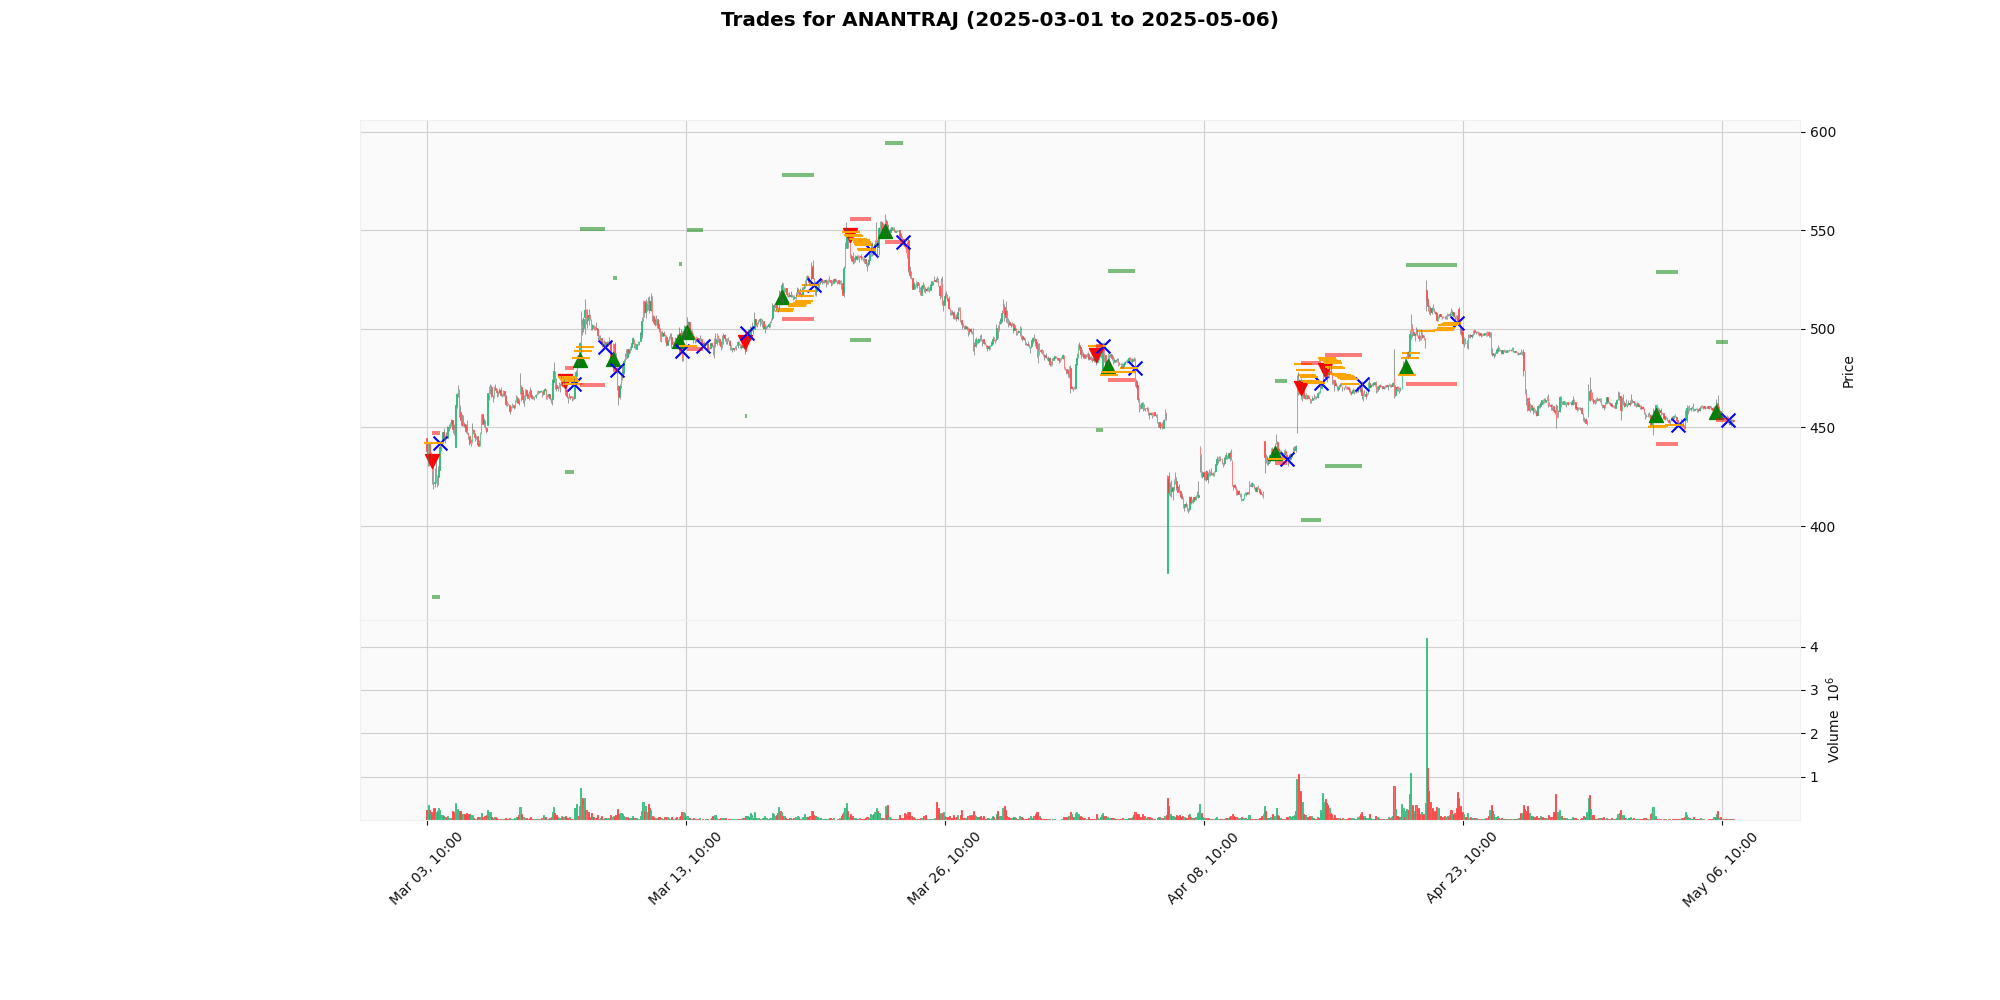 Trades for ANANTRAJ (2025-03-01 to 2025-05-06)
600
550
500
450
400
Price
4
3
2
1
Volume 10⁶
Mar 03, 10:00
Mar 13, 10:00
Mar 26, 10:00
Apr 08, 10:00
Apr 23, 10:00
May 06, 10:00